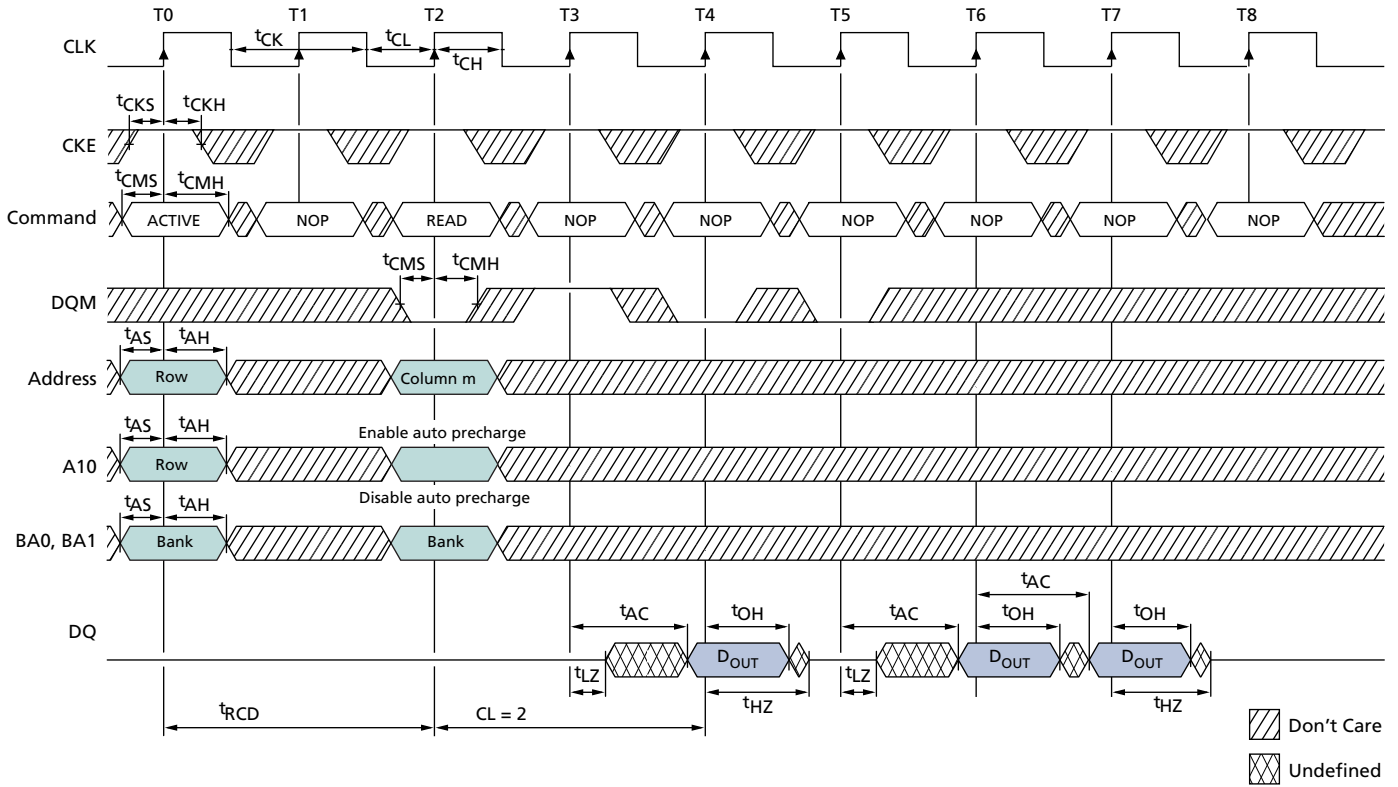 T0 T1 T2 T3 T4 T5 T6 T7 T8
CLK
tCK tCL
tCH
tCKS tCKH
CKE
tCMS tCMH
Command ACTIVE NOP READ NOP NOP NOP NOP NOP NOP
tCMS tCMH
DQM
tAS tAH
Address Row Column m
Enable auto precharge
tAS tAH
A10 Row
Disable auto precharge
tAS tAH
BA0, BA1 Bank Bank
tAC
tAC tOH tAC tOH tOH
DQ
DOUT DOUT DOUT
tLZ tLZ
tHZ tHZ
tRCD CL = 2
Don't Care
Undefined